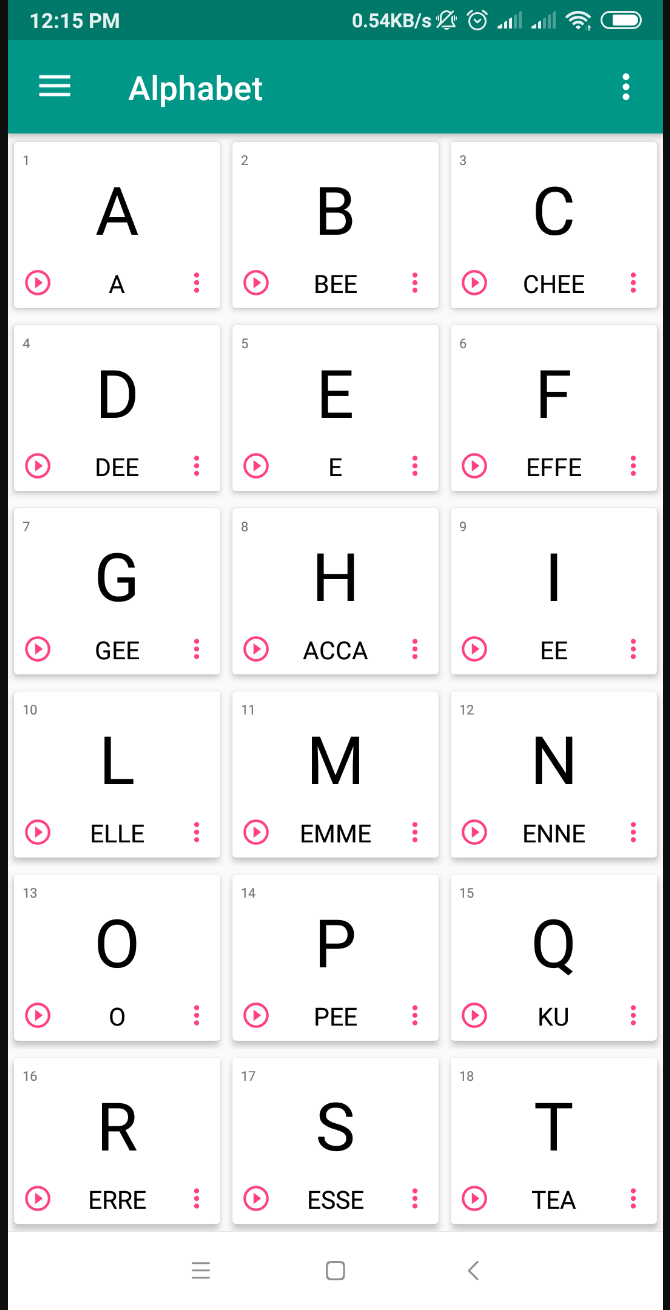 12:15 PM 0.54KB/s
Alphabet
1 2 3
A B C
A BEE CHEE
4 5 6
D E F
DEE E EFFE
7 8 9
G H I
GEE ACCA EE
10 11 12
L M N
ELLE EMME ENNE
13 14 15
O P Q
O PEE KU
16 17 18
R S T
ERRE ESSE TEA